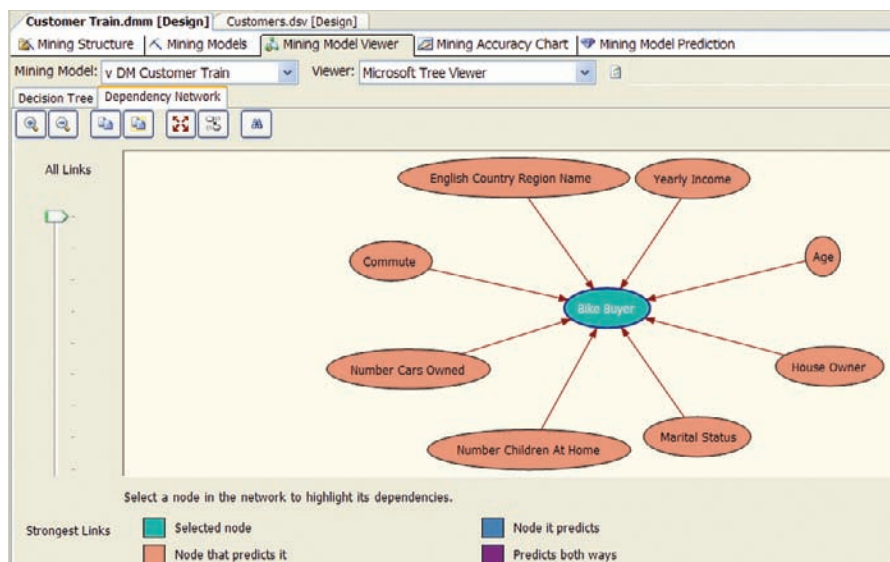 Customer Train.dmm [Design] Customers.dsv [Design]
Mining Structure Mining Models Mining Model Viewer Mining Accuracy Chart Mining Model Prediction
Mining Model: v DM Customer Train Viewer: Microsoft Tree Viewer
Decision Tree Dependency Network
All Links
English Country Region Name
Yearly Income
Commute
Age
Bike Buyer
Number Cars Owned
House Owner
Number Children At Home
Marital Status
Select a node in the network to highlight its dependencies.
Strongest Links
Selected node
Node it predicts
Node that predicts it
Predicts both ways